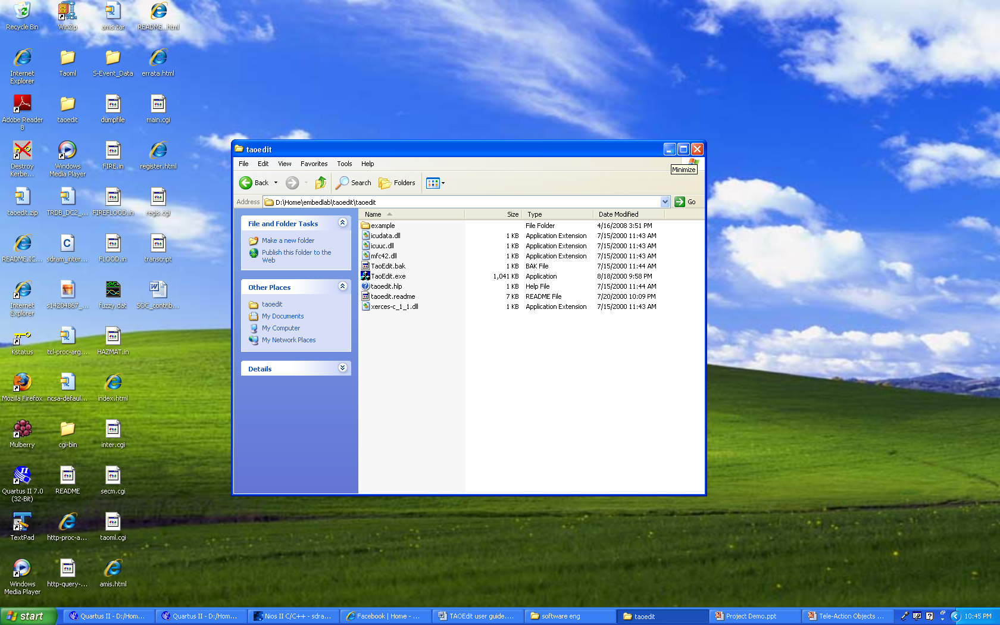 Recycle Bin
WinZip
amis.tar
README..html
Internet
Explorer
Taoml
S-Event_Data
errata.html
Adobe Reader
8
taoedit
dumpfile
main.cgi
Destroy
Kerbe...
Windows
Media Player
FIRE.in
register.html
taoedit.zip
TRDB_DC2_...
FIREFLOOD.in
regis.cgi
README.IC...
sdram_inter...
FLOOD.in
transcript
Internet
Explorer
s14204867_...
fuzzy.dat
SOC_contrib...
Kstatus
tcl-proc-arg...
HAZMAT.in
Mozilla Firefox
ncsa-defaul...
index.html
Mulberry
cgi-bin
inter.cgi
Quartus II 7.0
(32-Bit)
README
secm.cgi
TextPad
http-proc-a...
taoml.cgi
Windows
Media Player
http-query-...
amis.html
taoedit
File Edit View Favorites Tools Help
Minimize
Back Search Folders
Address D:\Home\embedlab\taoedit\taoedit Go
File and Folder Tasks
Make a new folder
Publish this folder to the
Web
Other Places
taoedit
My Documents
My Computer
My Network Places
Details
Name Size Type Date Modified
example File Folder 4/16/2008 3:51 PM
icudata.dll 1 KB Application Extension 7/15/2000 11:43 AM
icuuc.dll 1 KB Application Extension 7/15/2000 11:43 AM
mfc42.dll 1 KB Application Extension 7/15/2000 11:43 AM
TaoEdit.bak 1 KB BAK File 7/15/2000 11:44 AM
TaoEdit.exe 1,041 KB Application 8/18/2000 9:58 PM
taoedit.hlp 1 KB Help File 7/15/2000 11:44 AM
taoedit.readme 7 KB README File 7/20/2000 10:09 PM
xerces-c_1_1.dll 1 KB Application Extension 7/15/2000 11:43 AM
start
Quartus II - D:/Hom...
Quartus II - D:/Hom...
Nios II C/C++ - sdra...
Facebook | Home - ...
TAOEdit user guide....
software eng
taoedit
Project Demo.ppt
Tele-Action Objects ...
10:45 PM